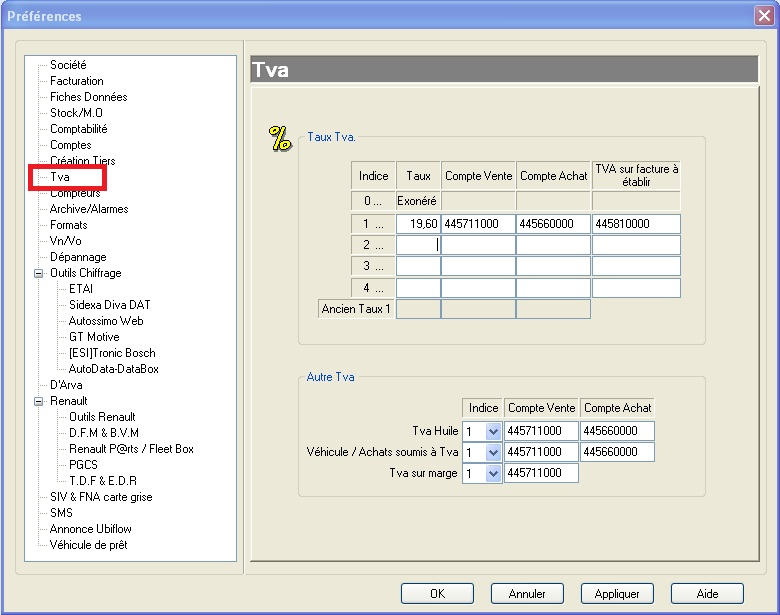 Préférences
Société
Facturation
Fiches Données
Stock/M.O
Comptabilité
Comptes
Création Tiers
Tva
Compteurs
Archive/Alarmes
Formats
Vn/Vo
Dépannage
Outils Chiffrage
ETAI
Sidexa Diva DAT
Autossimo Web
GT Motive
[ESI]Tronic Bosch
AutoData-DataBox
D'Arva
Renault
Outils Renault
D.F.M & B.V.M
Renault P@rts / Fleet Box
PGCS
T.D.F & E.D.R
SIV & FNA carte grise
SMS
Annonce Ubiflow
Véhicule de prêt
Tva
% Taux Tva.
Indice Taux Compte Vente Compte Achat TVA sur facture à établir
0 ... Exonéré
1 ... 19,60 445711000 445660000 445810000
2 ...
3 ...
4 ...
Ancien Taux 1
Autre Tva
Indice Compte Vente Compte Achat
Tva Huile 1 445711000 445660000
Véhicule / Achats soumis à Tva 1 445711000 445660000
Tva sur marge 1 445711000
OK Annuler Appliquer Aide